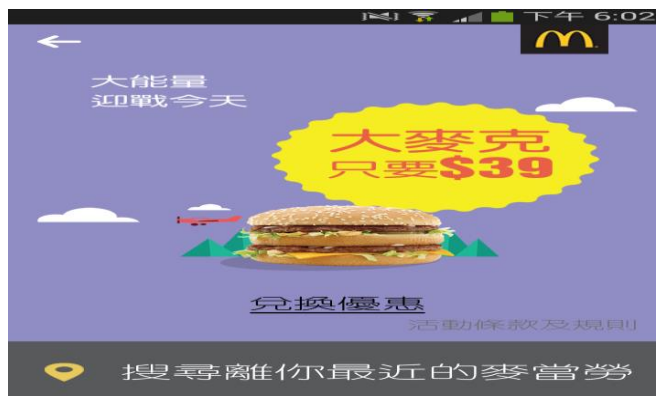 下午 6:02
大能量
迎戰今天
大麥克
只要$39
兌換優惠
活動條款及規則
搜尋離你最近的麥當勞